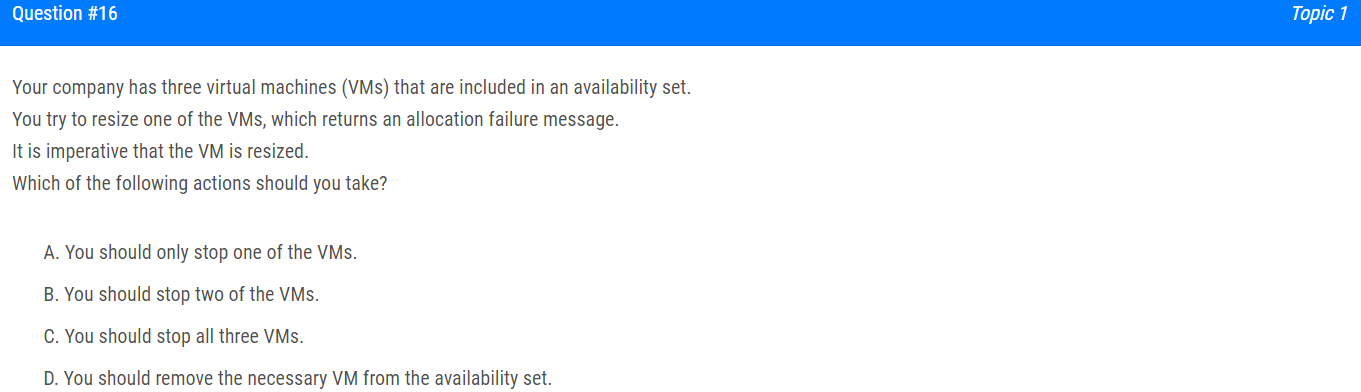 Question #16
Topic 1
Your company has three virtual machines (VMs) that are included in an availability set.
You try to resize one of the VMs, which returns an allocation failure message.
It is imperative that the VM is resized.
Which of the following actions should you take?
A. You should only stop one of the VMs.
B. You should stop two of the VMs.
C. You should stop all three VMs.
D. You should remove the necessary VM from the availability set.